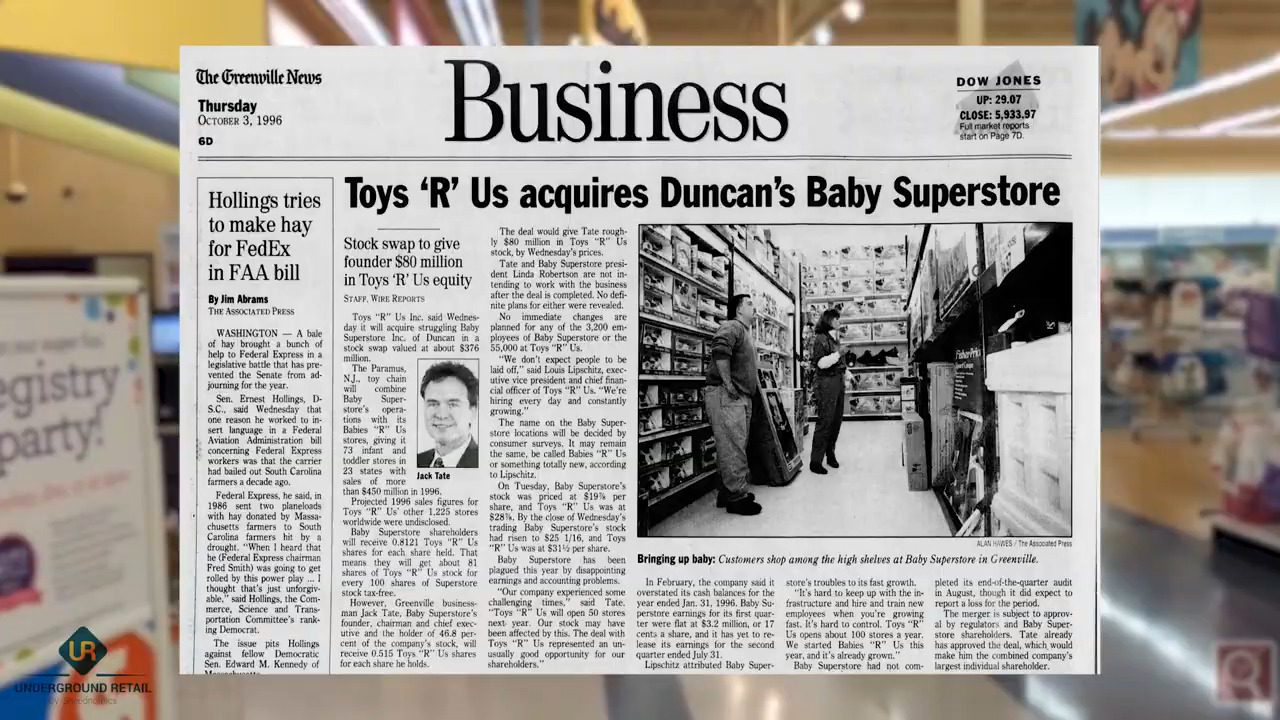 The Greenville News
Thursday
OCTOBER 3, 1996
6D
Business
DOW JONES
UP: 29.07
CLOSE: 5,933.97
Full market reports
start on Page 7D.
Hollings tries
to make hay
for FedEx
in FAA bill
By Jim Abrams
THE ASSOCIATED PRESS
WASHINGTON — A bale
of hay brought a bunch of
help to Federal Express in a
legislative battle that has pre-
vented the Senate from ad-
journing for the year.
Sen. Ernest Hollings, D-
S.C., said Wednesday that
one reason he worked to in-
sert language in a Federal
Aviation Administration bill
concerning Federal Express
workers was that the carrier
had bailed out South Carolina
farmers a decade ago.
Federal Express, he said, in
1986 sent two planeloads
with hay donated by Massa-
chusetts farmers to South
Carolina farmers hit by a
drought. "When I heard that
he (Federal Express chairman
Fred Smith) was going to get
rolled by this power play ... I
thought that's just unforgiv-
able," said Hollings, the Com-
merce, Science and Trans-
portation Committee's rank-
ing Democrat.
The issue pits Hollings
against fellow Democratic
Sen. Edward M. Kennedy of
Toys 'R' Us acquires Duncan's Baby Superstore
Stock swap to give
founder $80 million
in Toys 'R' Us equity
STAFF, WIRE REPORTS
Toys "R" Us Inc. said Wednes-
day it will acquire struggling Baby
Superstore Inc. of Duncan in a
stock swap valued at about $376
million.
The Paramus,
N.J., toy chain
will combine
Baby Super-
store's opera-
tions with its
Babies "R" Us
stores, giving it
73 infant and
toddler stores in
23 states with
sales of more
than $450 million in 1996.
Jack Tate
Projected 1996 sales figures for
Toys "R" Us' other 1,225 stores
worldwide were undisclosed.
Baby Superstore shareholders
will receive 0.8121 Toys "R" Us
shares for each share held. That
means they will get about 81
shares of Toys "R" Us stock for
every 100 shares of Superstore
stock tax-free.
However, Greenville business-
man Jack Tate, Baby Superstore's
founder, chairman and chief exec-
utive and the holder of 46.8 per-
cent of the company's stock, will
receive 0.515 Toys "R" Us shares
for each share he holds.
The deal would give Tate rough-
ly $80 million in Toys "R" Us
stock, by Wednesday's prices.
Tate and Baby Superstore presi-
dent Linda Robertson are not in-
tending to work with the business
after the deal is completed. No defi-
nite plans for either were revealed.
No immediate changes are
planned for any of the 3,200 em-
ployees of Baby Superstore or the
55,000 at Toys "R" Us.
"We don't expect people to be
laid off," said Louis Lipschitz, exec-
utive vice president and chief finan-
cial officer of Toys "R" Us. "We're
hiring every day and constantly
growing."
The name on the Baby Super-
store locations will be decided by
consumer surveys. It may remain
the same, be called Babies "R" Us
or something totally new, according
to Lipschitz.
On Tuesday, Baby Superstore's
stock was priced at per
share, and Toys "R" Us was at
By the close of Wednesday's
trading Baby Superstore's stock
had risen to $25 1/16, and Toys
"R" Us was at $31½ per share.
Baby Superstore has been
plagued this year by disappointing
earnings and accounting problems.
"Our company experienced some
challenging times," said Tate.
"Toys "R" Us will open 50 stores
next year. Our stock may have
been affected by this. The deal with
Toys "R" Us represented an un-
usually good opportunity for our
shareholders."
Fisher-Price
ALAN HAWES / The Associated Press
Bringing up baby: Customers shop among the high shelves at Baby Superstore in Greenville.
In February, the company said it
overstated its cash balances for the
year ended Jan. 31, 1996. Baby Su-
perstore earnings for its first quar-
ter were flat at $3.2 million, or 17
cents a share, and it has yet to re-
lease its earnings for the second
quarter ended July 31.
Lipschitz attributed Baby Super-
store's troubles to its fast growth.
"It's hard to keep up with the in-
frastructure and hire and train new
employees when you're growing
fast. It's hard to control. Toys "R"
Us opens about 100 stores a year.
We started Babies "R" Us this
year, and it's already grown."
Baby Superstore had not com-
pleted its end-of-the-quarter audit
in August, though it did expect to
report a loss for the period.
The merger is subject to approv-
al by regulators and Baby Super-
store shareholders. Tate already
has approved the deal, which would
make him the combined company's
largest individual shareholder.
egistry
party!
UR
UNDERGROUND RETAIL
R